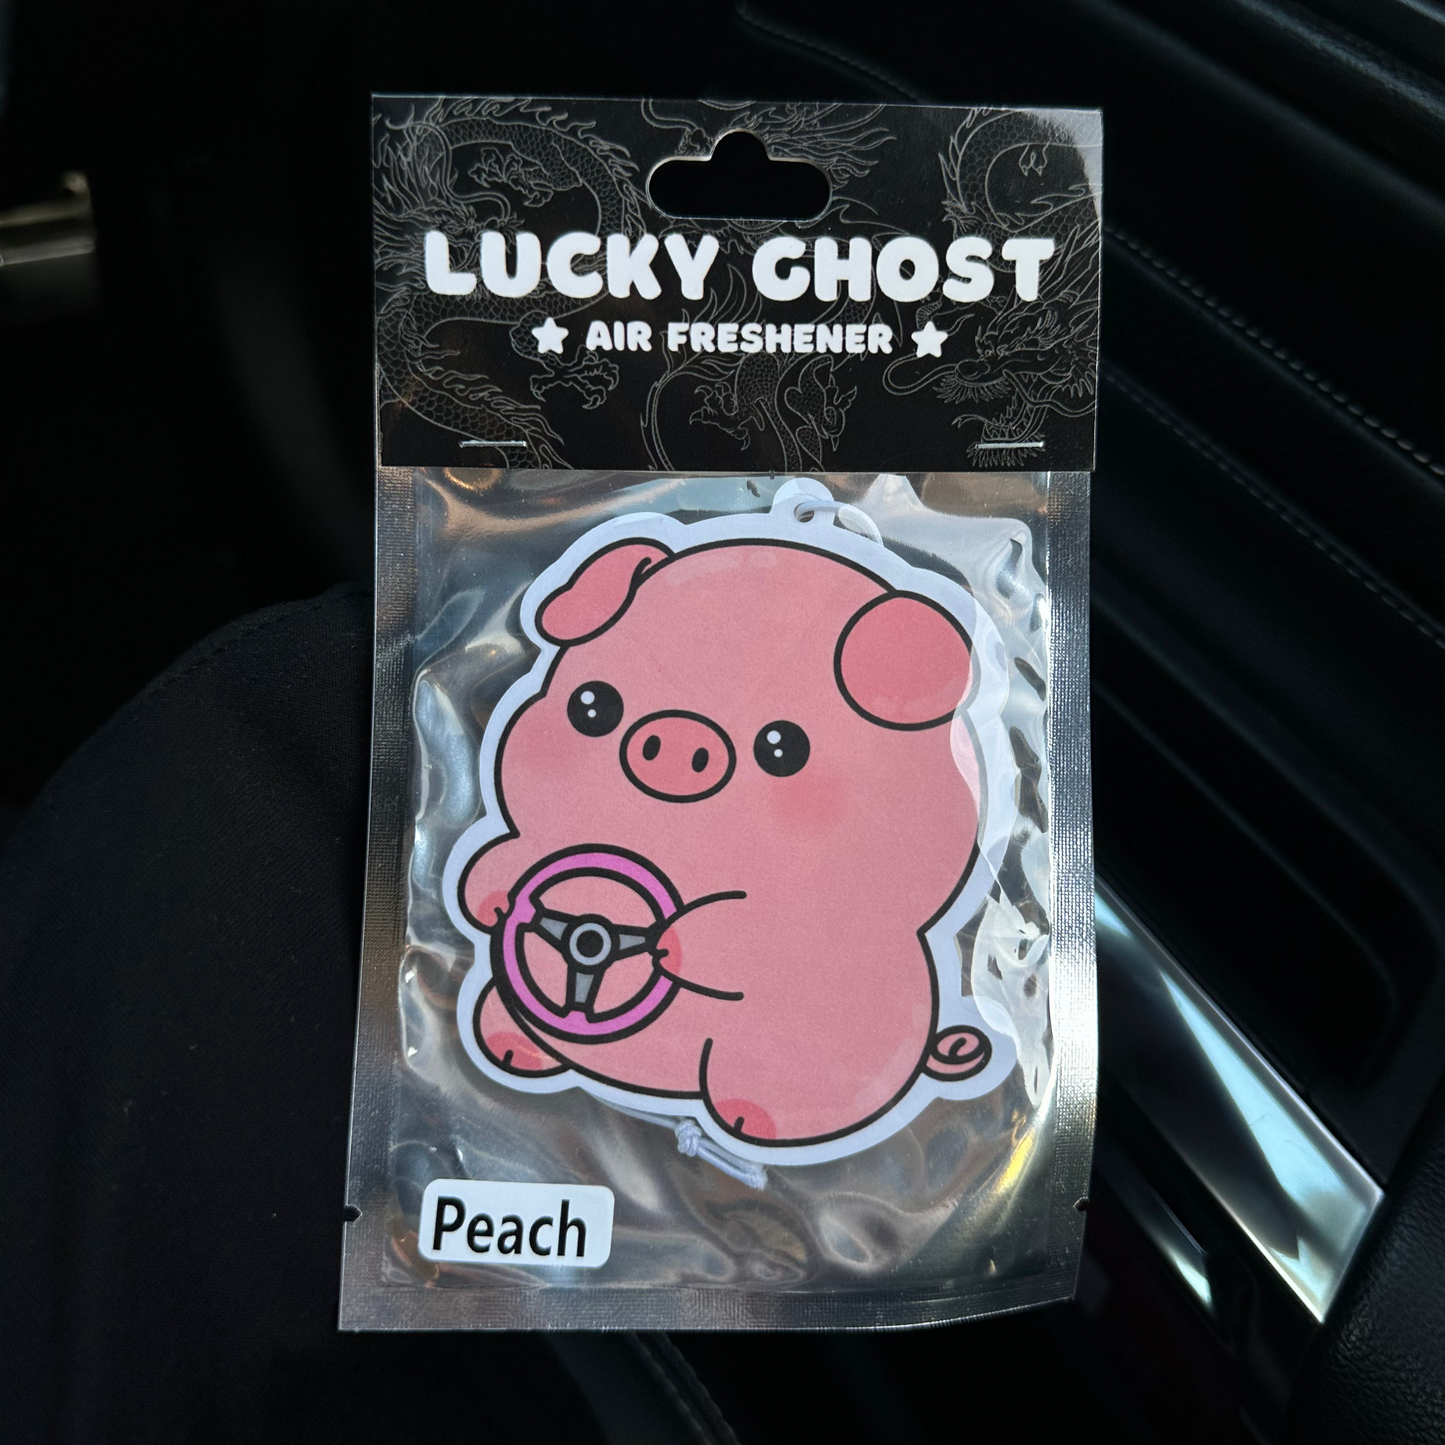 LUCKY GHOST
AIR FRESHENER
Peach